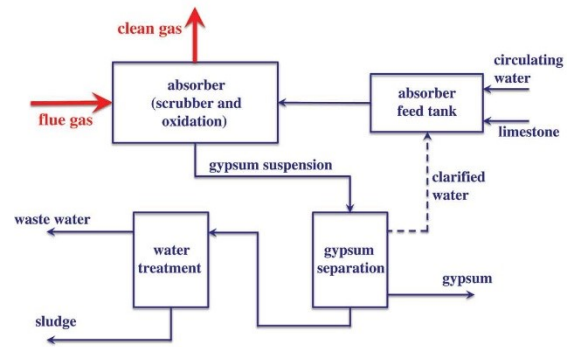 clean gas
flue gas
absorber
(scrubber and
oxidation)
absorber
feed tank
circulating
water
limestone
gypsum suspension
clarified
water
waste water
water
treatment
gypsum
separation
gypsum
sludge